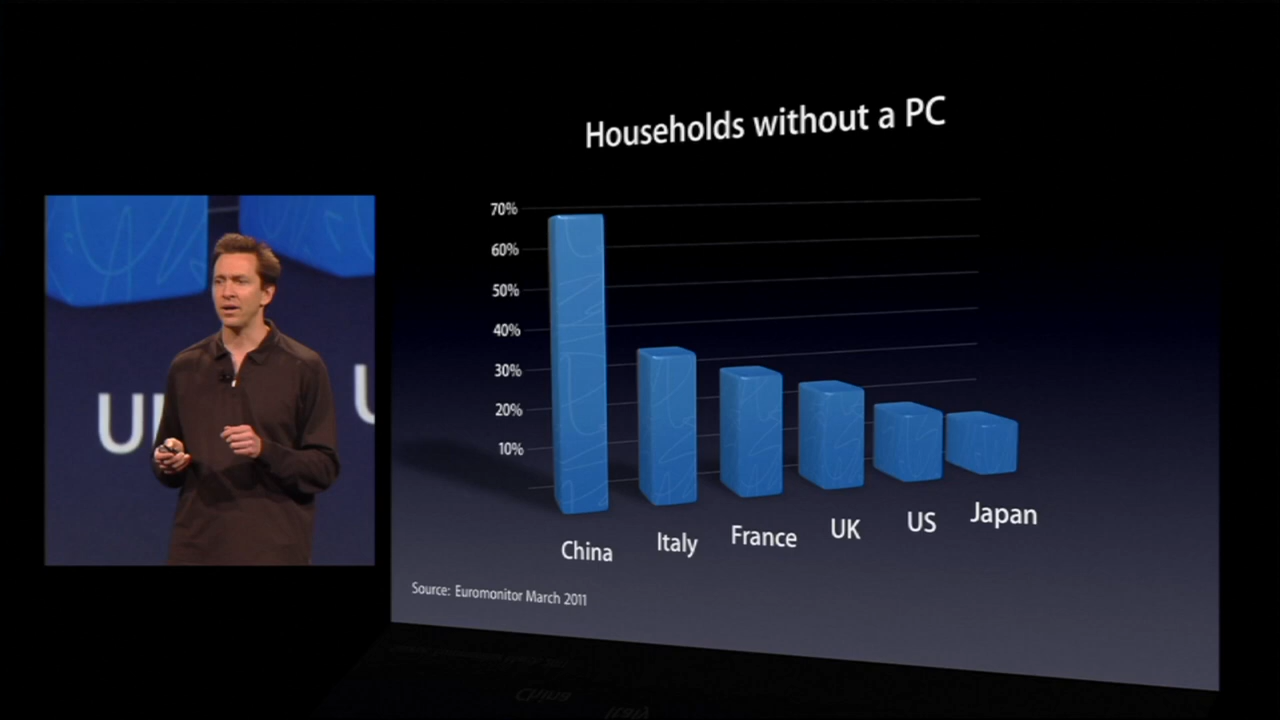 Households without a PC
70%
60%
50%
40%
30%
20%
10%
China Italy France UK US Japan
Source: Euromonitor March 2011